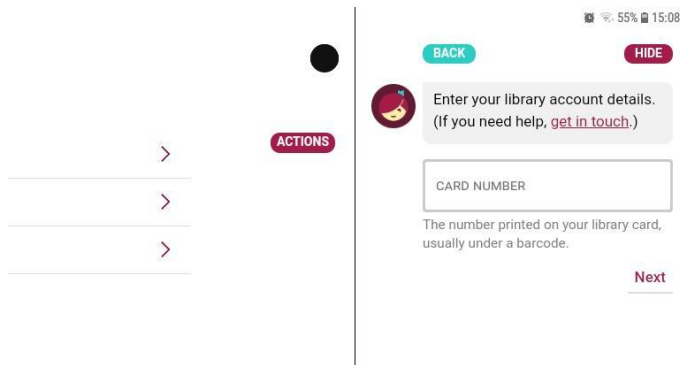 55% 15:08
BACK
HIDE
Enter your library account details.
(If you need help, get in touch.)
ACTIONS
CARD NUMBER
The number printed on your library card,
usually under a barcode.
Next